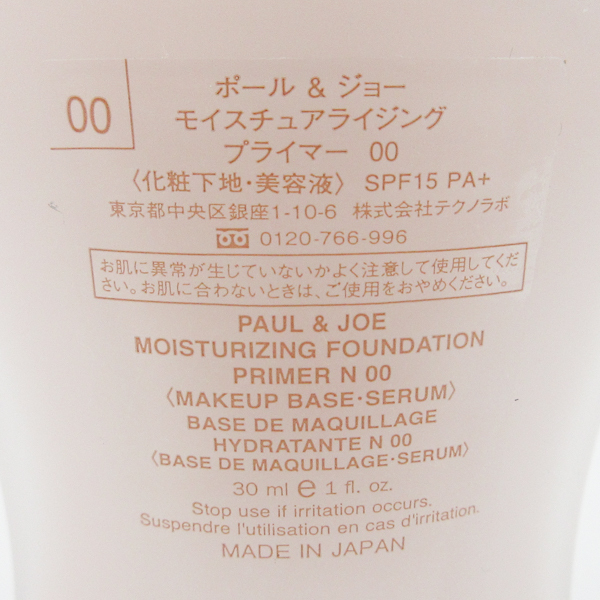 00
ポール & ジョー
モイスチュアライジング
プライマー 00
〈化粧下地・美容液〉 SPF15 PA+
東京都中央区銀座1-10-6 株式会社テクノラボ
0120-766-996
お肌に異常が生じていないかよく注意して使用してくだ
さい。お肌に合わないときは、ご使用をおやめください。
PAUL & JOE
MOISTURIZING FOUNDATION
PRIMER N 00
〈MAKEUP BASE・SERUM〉
BASE DE MAQUILLAGE
HYDRATANTE N 00
〈BASE DE MAQUILLAGE・SERUM〉
30 ml e 1 fl. oz.
Stop use if irritation occurs.
Suspendre l'utilisation en cas d'irritation.
MADE IN JAPAN